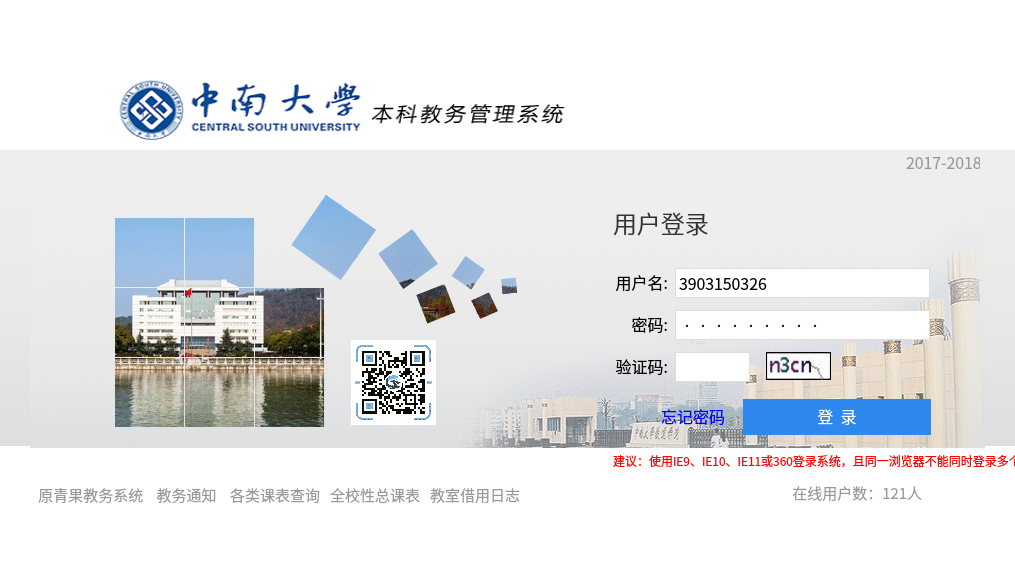 中南大学
CENTRAL SOUTH UNIVERSITY
本科教务管理系统
2017-2018
用户登录
用户名: 3903150326
密码: ·········
验证码: n3cn
忘记密码 登 录
建议：使用IE9、IE10、IE11或360登录系统，且同一浏览器不能同时登录多个
原青果教务系统 教务通知 各类课表查询 全校性总课表 教室借用日志
在线用户数：121人